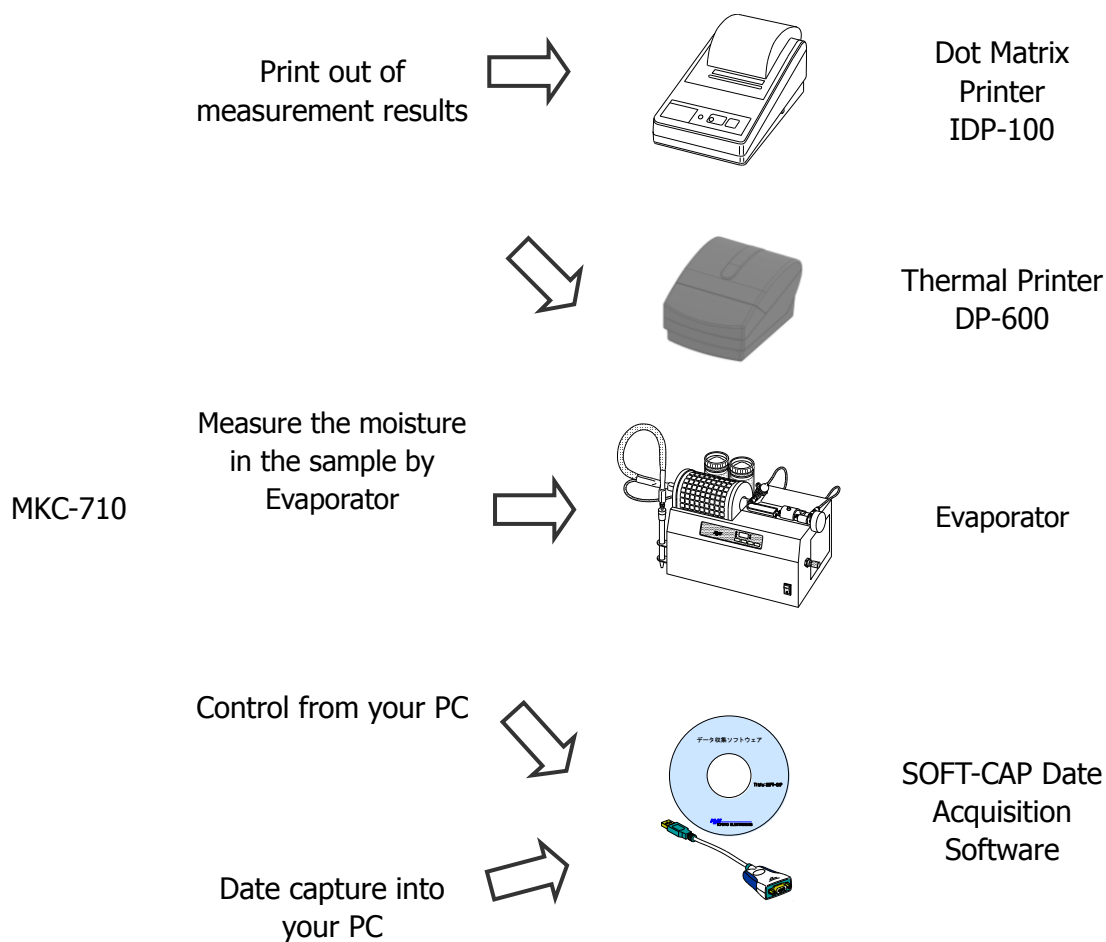 Print out of
measurement results
Dot Matrix
Printer
IDP-100
Thermal Printer
DP-600
MKC-710
Measure the moisture
in the sample by
Evaporator
Evaporator
Control from your PC
データ収集ソフトウェア
SOFT-CAP Date
Acquisition
Software
Date capture into
your PC